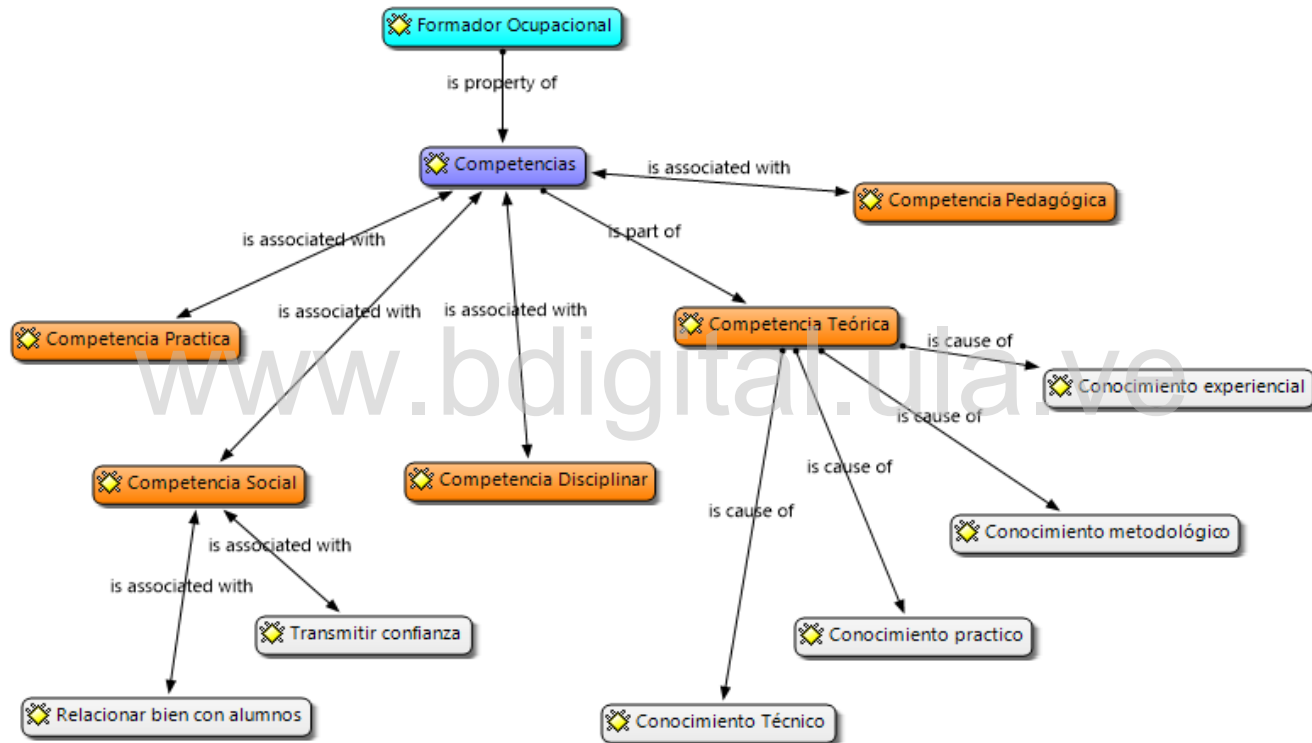 Formador Ocupacional
is property of
Competencias
is associated with
Competencia Pedagógica
is associated with
is part of
is associated with
is associated with
Competencia Practica
Competencia Teórica
is cause of
www.bdigital.ula.ve
Conocimiento experiencial
is cause of
is cause of
Competencia Social
Competencia Disciplinar
is cause of
is associated with
Conocimiento metodológico
is associated with
Transmitir confianza
Conocimiento practico
Relacionar bien con alumnos
Conocimiento Técnico